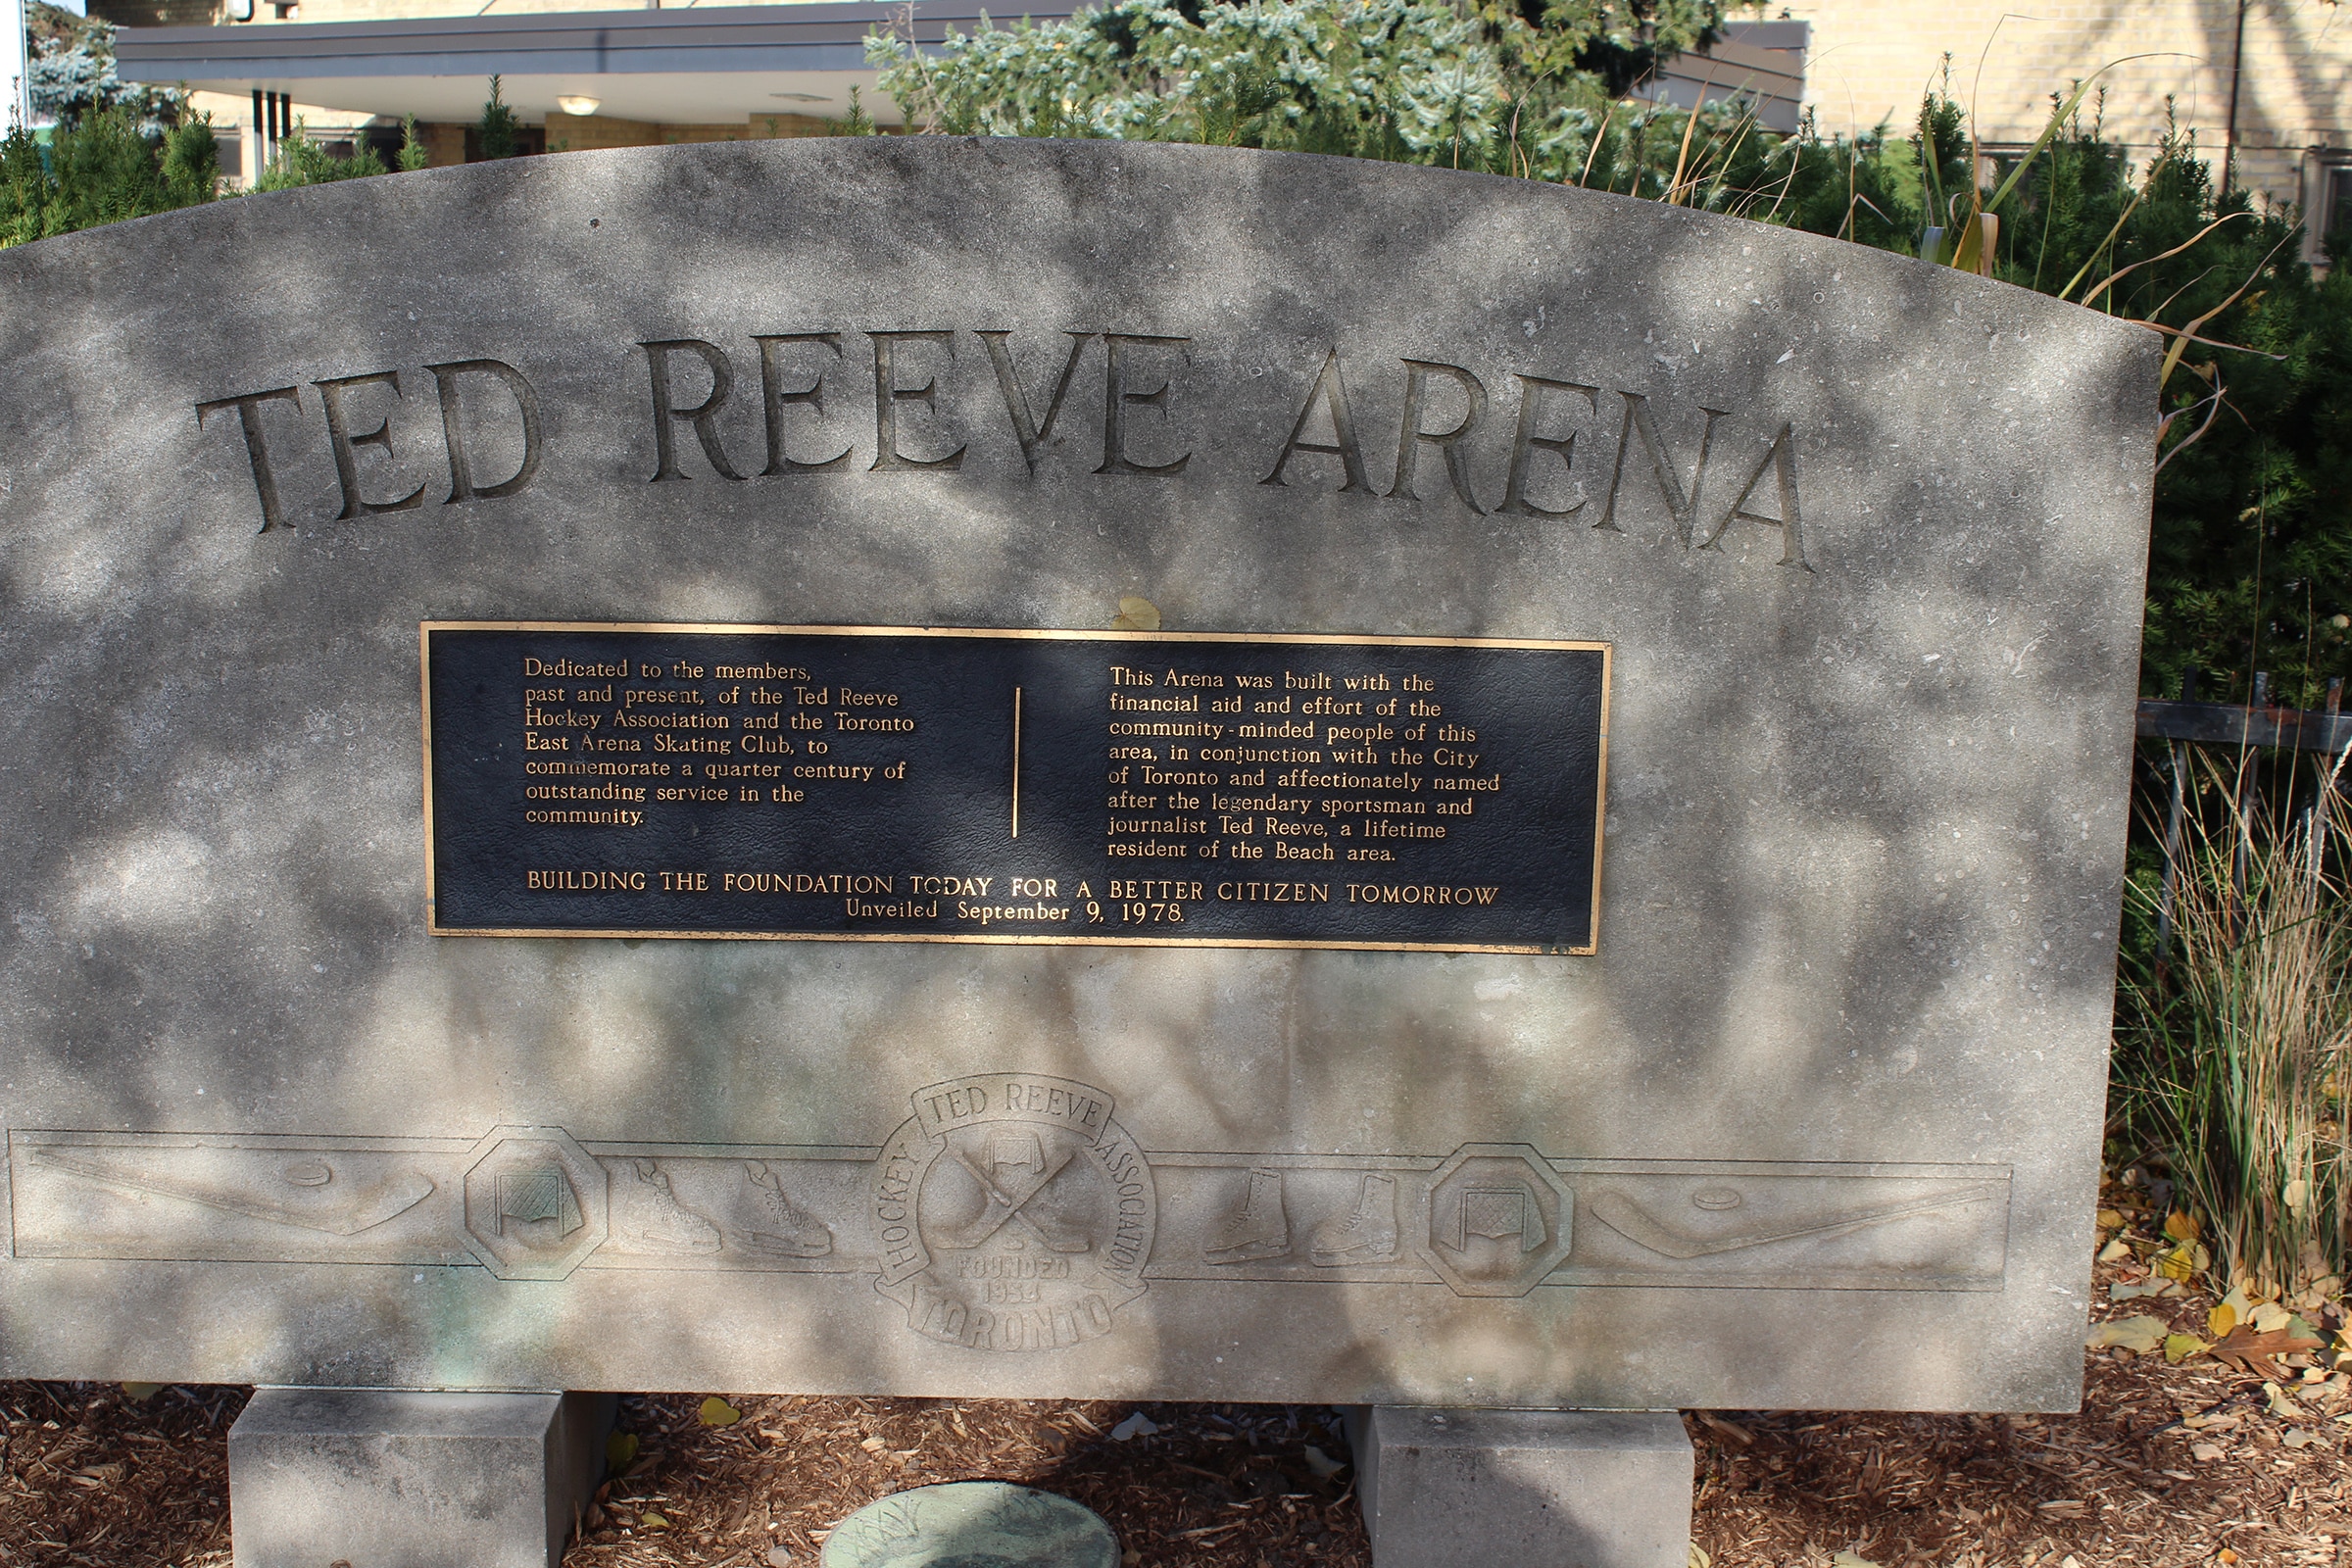 TED REEVE ARENA
Dedicated to the members,
past and present, of the Ted Reeve
Hockey Association and the Toronto
East Arena Skating Club, to
commemorate a quarter century of
outstanding service in the
community.
This Arena was built with the
financial aid and effort of the
community-minded people of this
area, in conjunction with the City
of Toronto and affectionately named
after the legendary sportsman and
journalist Ted Reeve, a lifetime
resident of the Beach area.
BUILDING THE FOUNDATION TODAY FOR A BETTER CITIZEN TOMORROW
Unveiled September 9, 1978.
TED REEVE
HOCKEY ASSOCIATION
FOUNDED
TORONTO